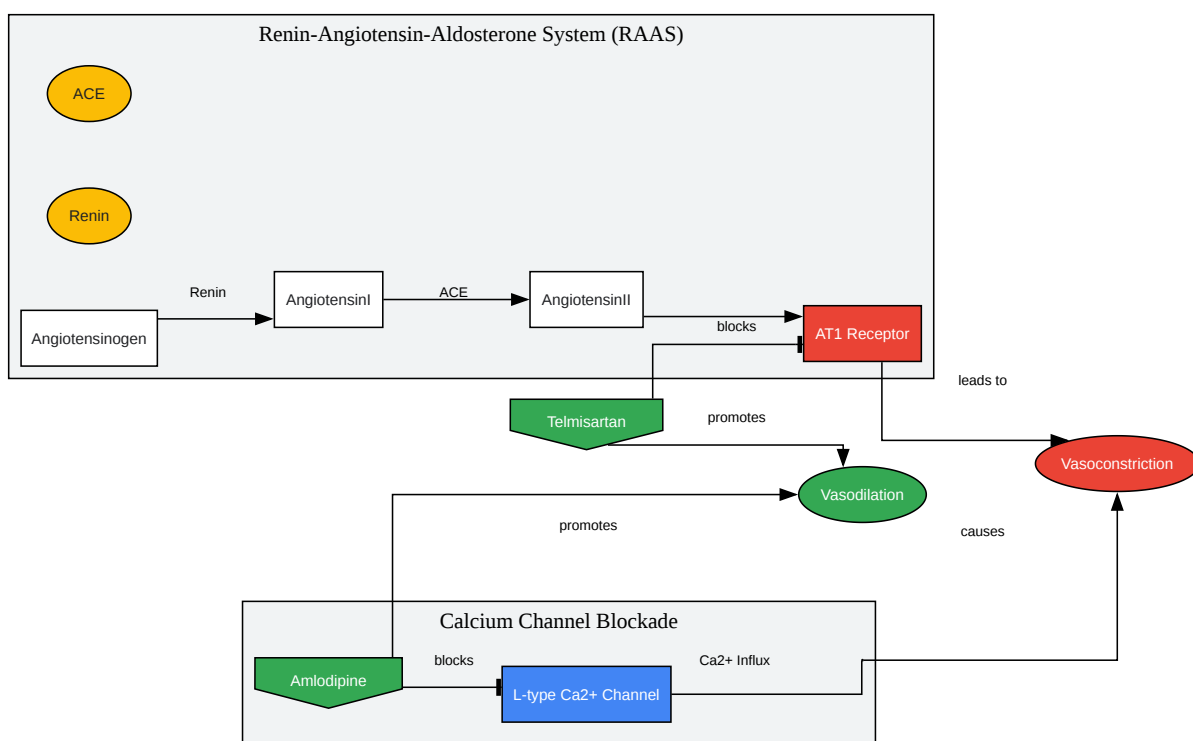 Renin-Angiotensin-Aldosterone System (RAAS)
ACE
Renin
Renin
AngiotensinI
ACE
AngiotensinII
Angiotensinogen
blocks
AT1 Receptor
leads to
Telmisartan
promotes
Vasoconstriction
Vasodilation
promotes
causes
Calcium Channel Blockade
blocks
Ca2+ Influx
Amlodipine
L-type Ca2+ Channel